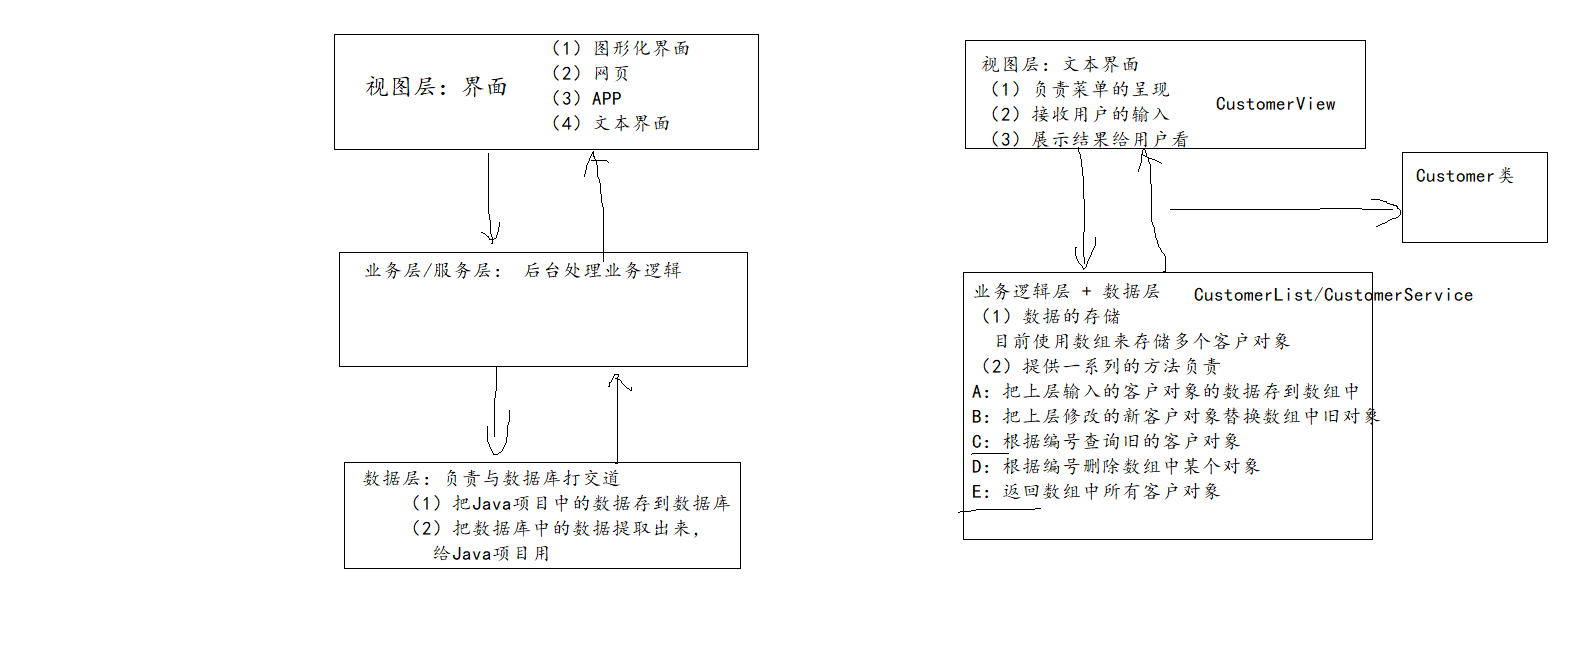 视图层：界面
（1）图形化界面
（2）网页
（3）APP
（4）文本界面
业务层/服务层： 后台处理业务逻辑
数据层：负责与数据库打交道
（1）把Java项目中的数据存到数据库
（2）把数据库中的数据提取出来，
给Java项目用
视图层：文本界面
（1）负责菜单的呈现
（2）接收用户的输入
（3）展示结果给用户看
CustomerView
Customer类
业务逻辑层 + 数据层 CustomerList/CustomerService
（1）数据的存储
目前使用数组来存储多个客户对象
（2）提供一系列的方法负责
A：把上层输入的客户对象的数据存到数组中
B：把上层修改的新客户对象替换数组中旧对象
C：根据编号查询旧的客户对象
D：根据编号删除数组中某个对象
E：返回数组中所有客户对象